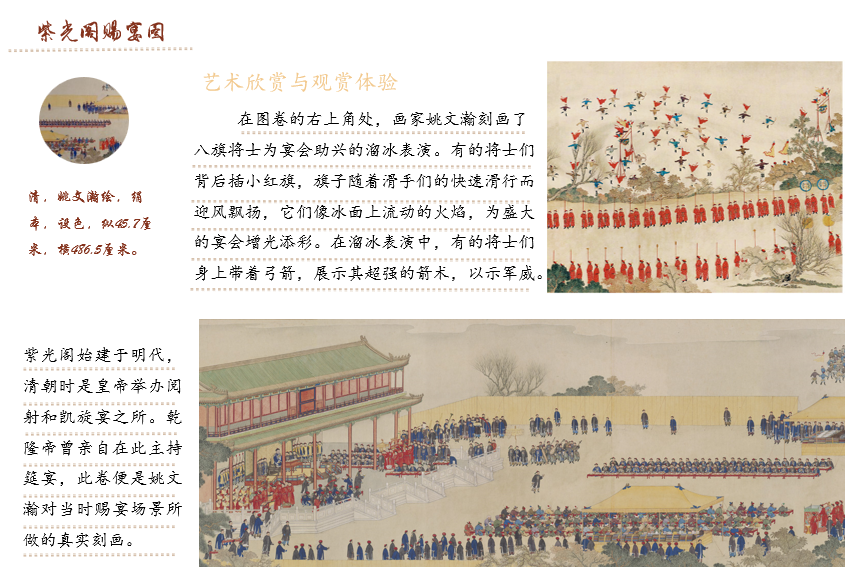 紫光阁赐宴图
艺术欣赏与观赏体验
清，姚文瀚绘，绢
本，设色，纵45.7厘
米，横486.5厘米。
在图卷的右上角处，画家姚文瀚刻画了
八旗将士为宴会助兴的溜冰表演。有的将士们
背后插小红旗，旗子随着滑手们的快速滑行而
迎风飘扬，它们像冰面上流动的火焰，为盛大
的宴会增光添彩。在溜冰表演中，有的将士们
身上带着弓箭，展示其超强的箭术，以示军威。
紫光阁始建于明代，
清朝时是皇帝举办阅
射和凯旋宴之所。乾
隆帝曾亲自在此主持
筵宴，此卷便是姚文
瀚对当时赐宴场景所
做的真实刻画。